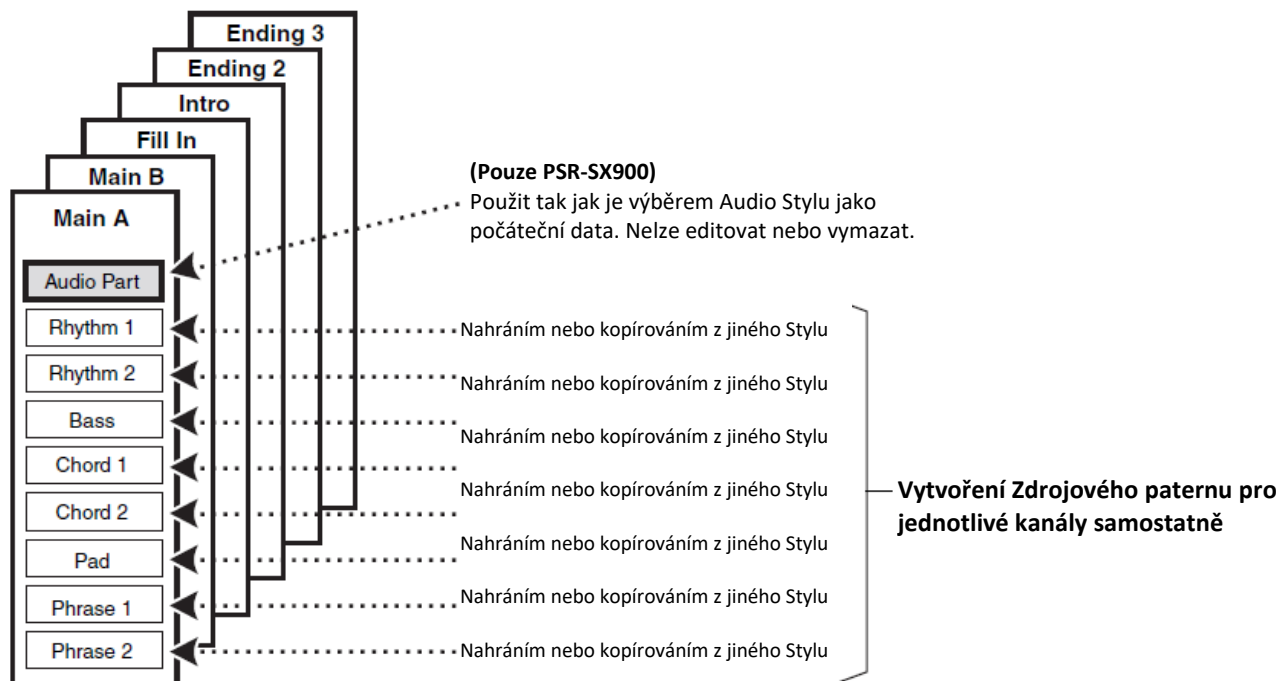 Ending 3
Ending 2
Intro
Fill In
Main B
Main A
(Pouze PSR-SX900)
Použit tak jak je výběrem Audio Stylu jako
počáteční data. Nelze editovat nebo vymazat.
Audio Part
Rhythm 1
Nahráním nebo kopírováním z jiného Stylu
Rhythm 2
Nahráním nebo kopírováním z jiného Stylu
Bass
Nahráním nebo kopírováním z jiného Stylu
Chord 1
Nahráním nebo kopírováním z jiného Stylu
Chord 2
Nahráním nebo kopírováním z jiného Stylu
Pad
Nahráním nebo kopírováním z jiného Stylu
Phrase 1
Nahráním nebo kopírováním z jiného Stylu
Phrase 2
Vytvoření Zdrojového paternu pro
jednotlivé kanály samostatně